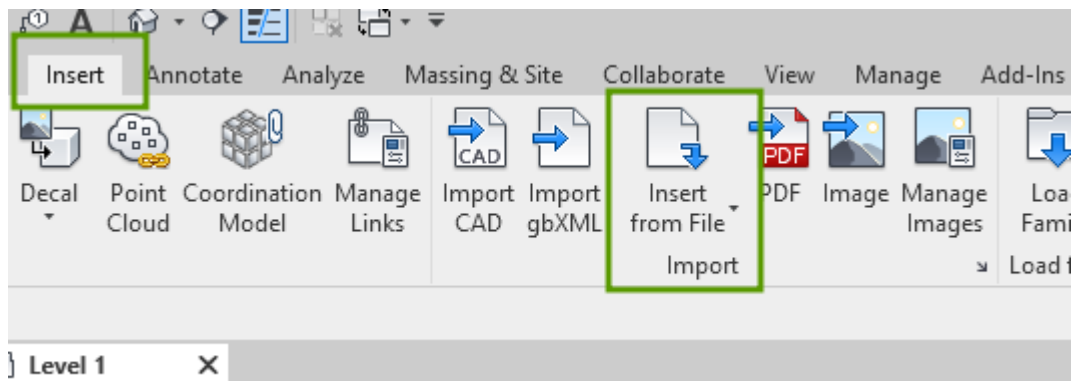 A
Insert Annotate Analyze Massing & Site Collaborate View Manage Add-Ins
CAD PDF
Decal Point Coordination Manage Import Import Insert PDF Image Manage
Cloud Model Links CAD gbXML from File Images
Import Load
Level 1